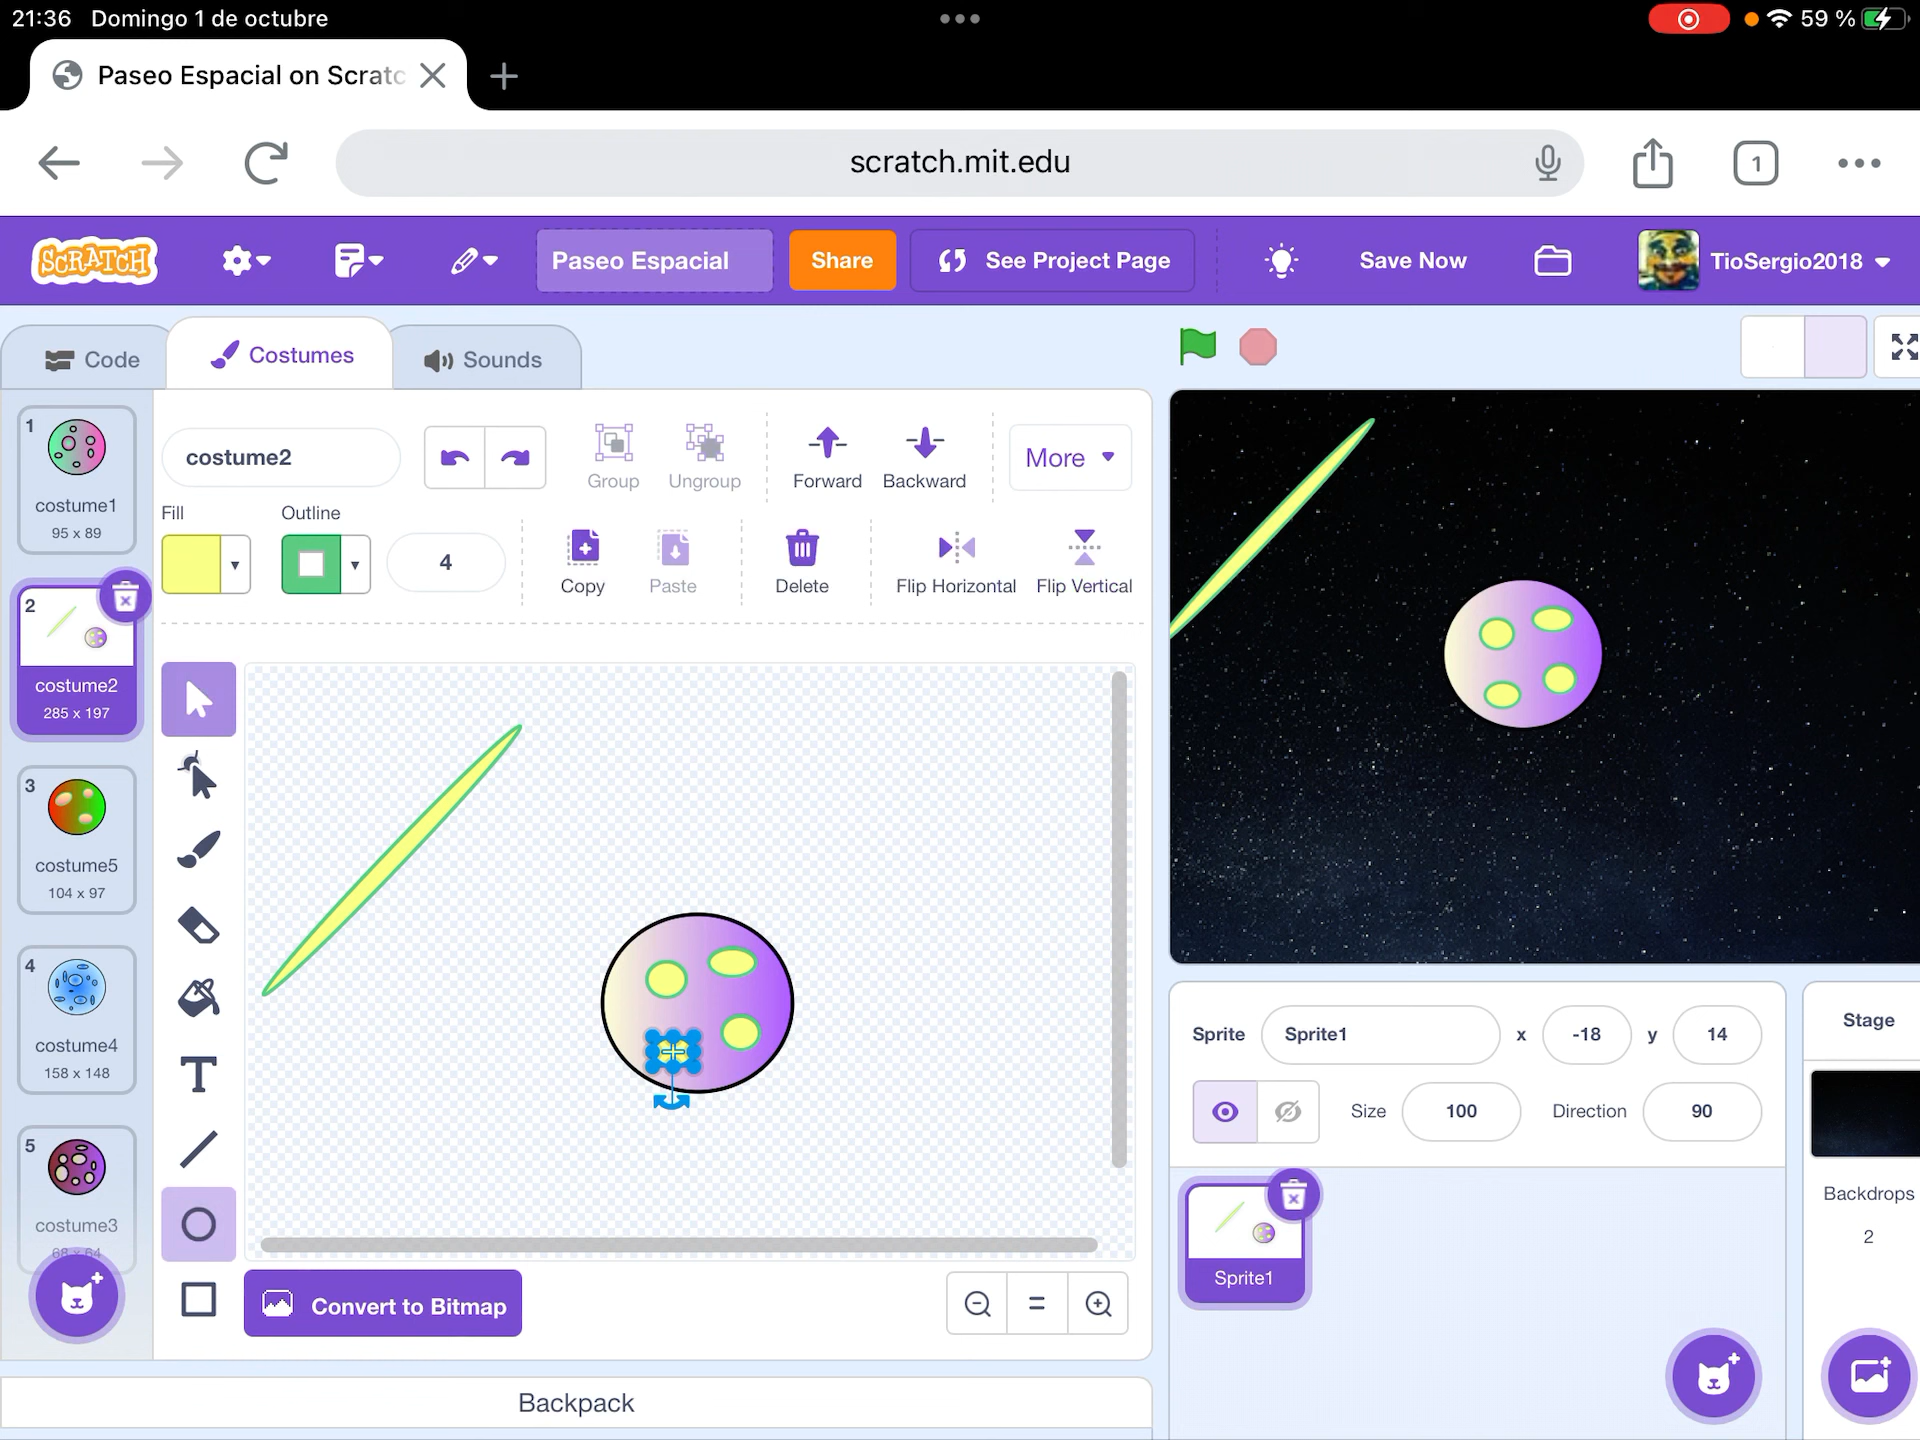 21:36 Domingo 1 de octubre
59 %
Paseo Espacial on Scratc
scratch.mit.edu
1
SCRATCH
Paseo Espacial
Share
See Project Page
Save Now
TioSergio2018
Code
Costumes
Sounds
1
costume1
95 x 89
2
costume2
285 x 197
3
costume5
104 x 97
4
costume4
158 x 148
5
costume3
68 x 64
costume2
Group
Ungroup
Forward
Backward
More
Fill
Outline
4
Copy
Paste
Delete
Flip Horizontal
Flip Vertical
Convert to Bitmap
Backpack
Sprite
Sprite1
x
-18
y
14
Size
100
Direction
90
Sprite1
Stage
Backdrops
2